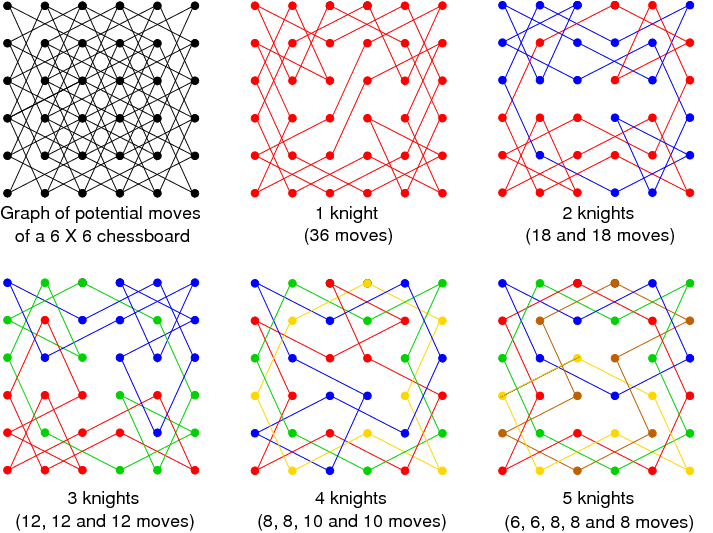 Graph of potential moves
of a 6 X 6 chessboard
1 knight
(36 moves)
2 knights
(18 and 18 moves)
3 knights
(12, 12 and 12 moves)
4 knights
(8, 8, 10 and 10 moves)
5 knights
(6, 6, 8, 8 and 8 moves)